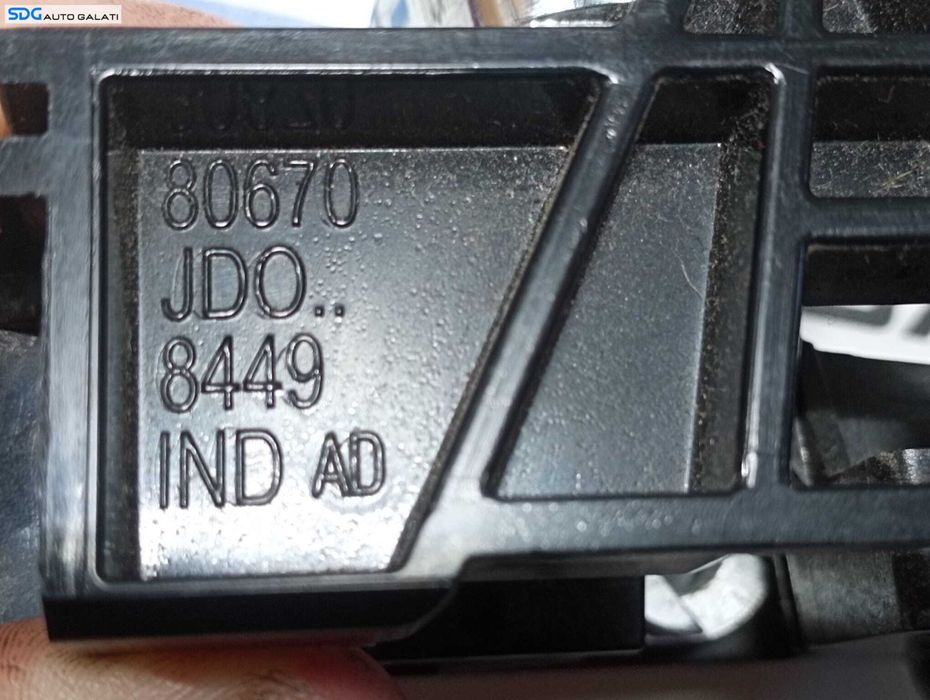 SDG AUTO GALATI
80670
JDO..
8449
IND AD